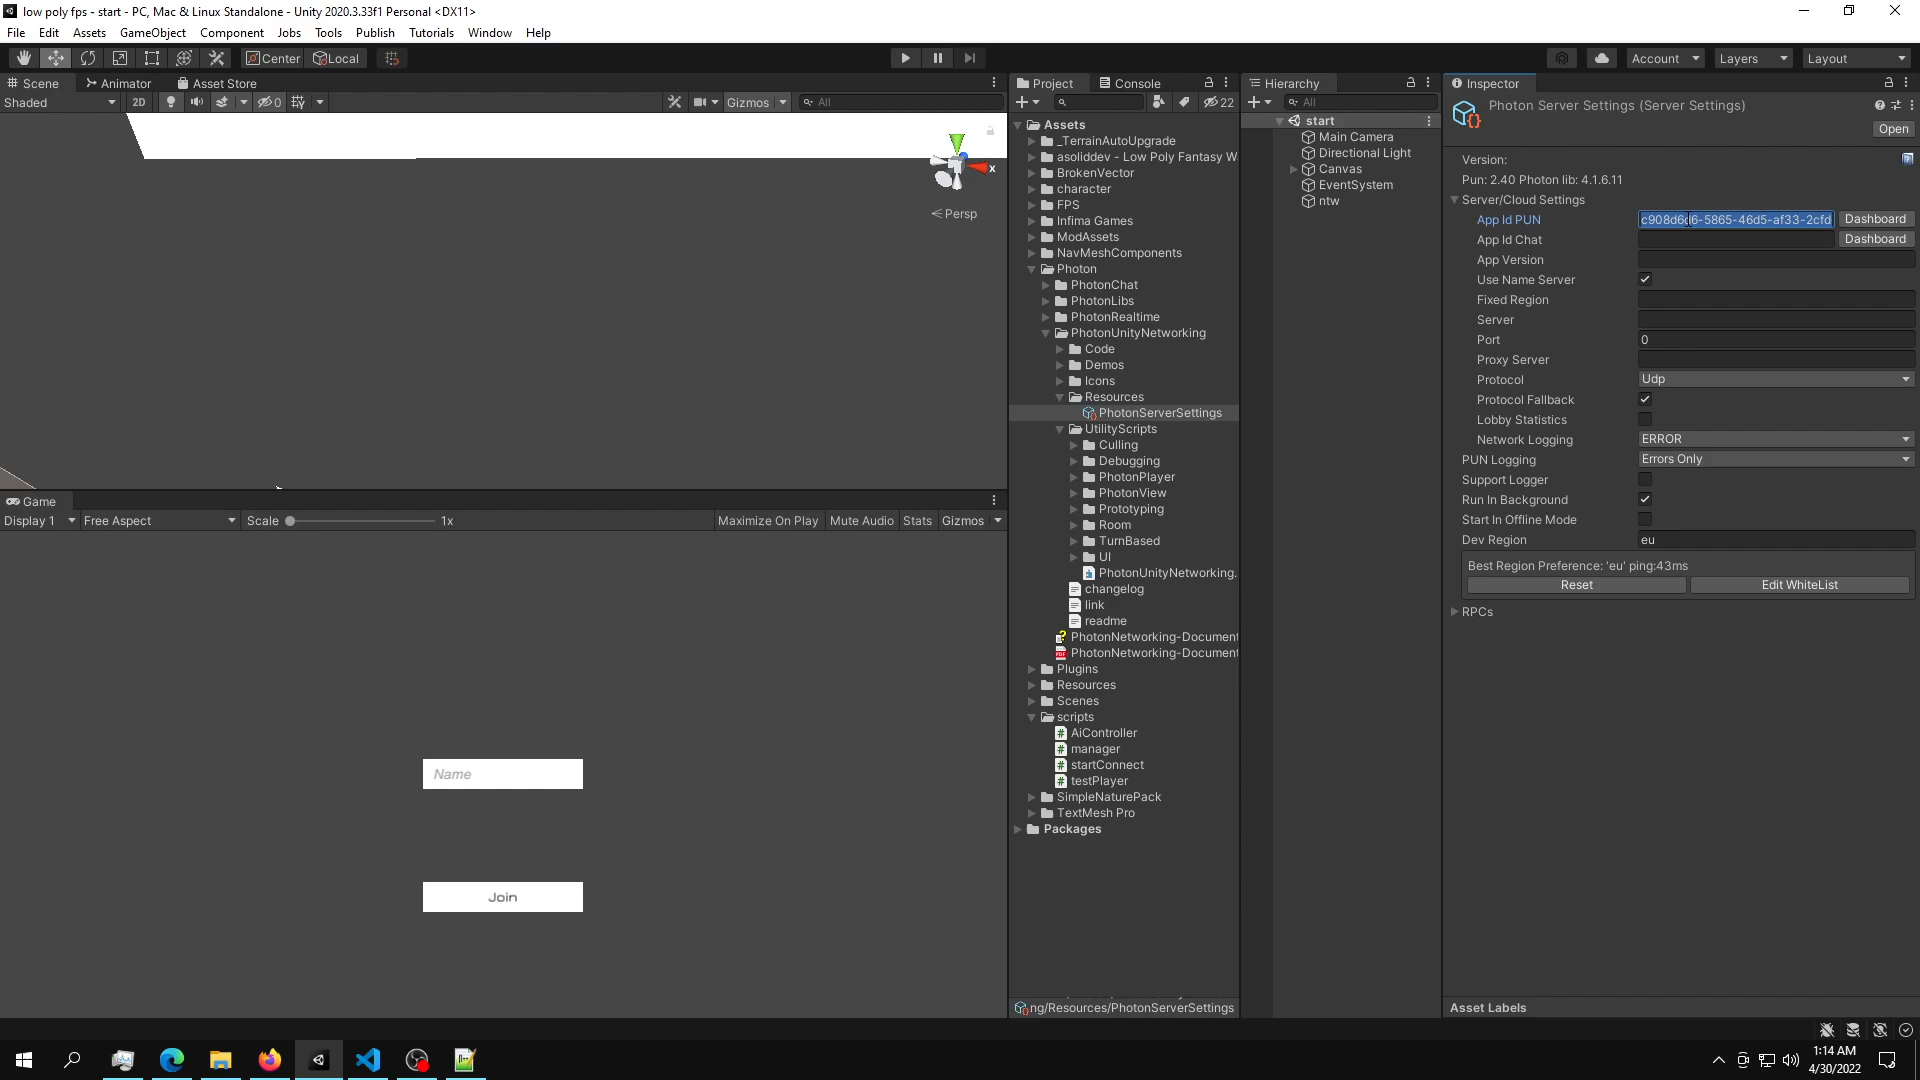 low poly fps - start - PC, Mac & Linux Standalone - Unity 2020.3.33f1 Personal <DX11>
File Edit Assets GameObject Component Jobs Tools Publish Tutorials Window Help
Center Local Account Layers Layout
Scene Animator Asset Store
Shaded 2D 0 Gizmos All
x
Persp
Game
Display 1 Free Aspect Scale 1x Maximize On Play Mute Audio Stats Gizmos
Name
Join
Project Console
22
Assets
_TerrainAutoUpgrade
asoliddev - Low Poly Fantasy W
BrokenVector
character
FPS
Infima Games
ModAssets
NavMeshComponents
Photon
PhotonChat
PhotonLibs
PhotonRealtime
PhotonUnityNetworking
Code
Demos
Icons
Resources
PhotonServerSettings
UtilityScripts
Culling
Debugging
PhotonPlayer
PhotonView
Prototyping
Room
TurnBased
UI
PhotonUnityNetworking.
changelog
link
readme
PhotonNetworking-Document
PhotonNetworking-Document
Plugins
Resources
Scenes
scripts
AiController
manager
startConnect
testPlayer
SimpleNaturePack
TextMesh Pro
Packages
ng/Resources/PhotonServerSettings
Hierarchy
All
start
Main Camera
Directional Light
Canvas
EventSystem
ntw
Inspector
Photon Server Settings (Server Settings)
Open
Version:
Pun: 2.40 Photon lib: 4.1.6.11
Server/Cloud Settings
App Id PUN c908d6d6-5865-46d5-af33-2cfd Dashboard
App Id Chat Dashboard
App Version
Use Name Server
Fixed Region
Server
Port 0
Proxy Server
Protocol Udp
Protocol Fallback
Lobby Statistics
Network Logging ERROR
PUN Logging Errors Only
Support Logger
Run In Background
Start In Offline Mode
Dev Region eu
Best Region Preference: 'eu' ping:43ms
Reset Edit WhiteList
RPCs
Asset Labels
1:14 AM
4/30/2022